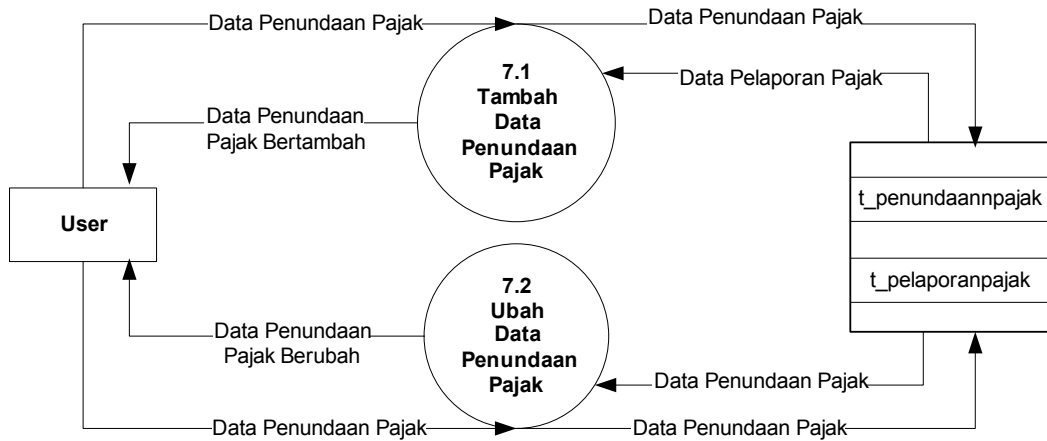 Data Penundaan Pajak
Data Penundaan Pajak
7.1
Tambah
Data
Penundaan
Pajak
Data Pelaporan Pajak
Data Penundaan
Pajak Bertambah
User
t_penundaannpajak
t_pelaporanpajak
7.2
Ubah
Data
Penundaan
Pajak
Data Penundaan
Pajak Berubah
Data Penundaan Pajak
Data Penundaan Pajak
Data Penundaan Pajak